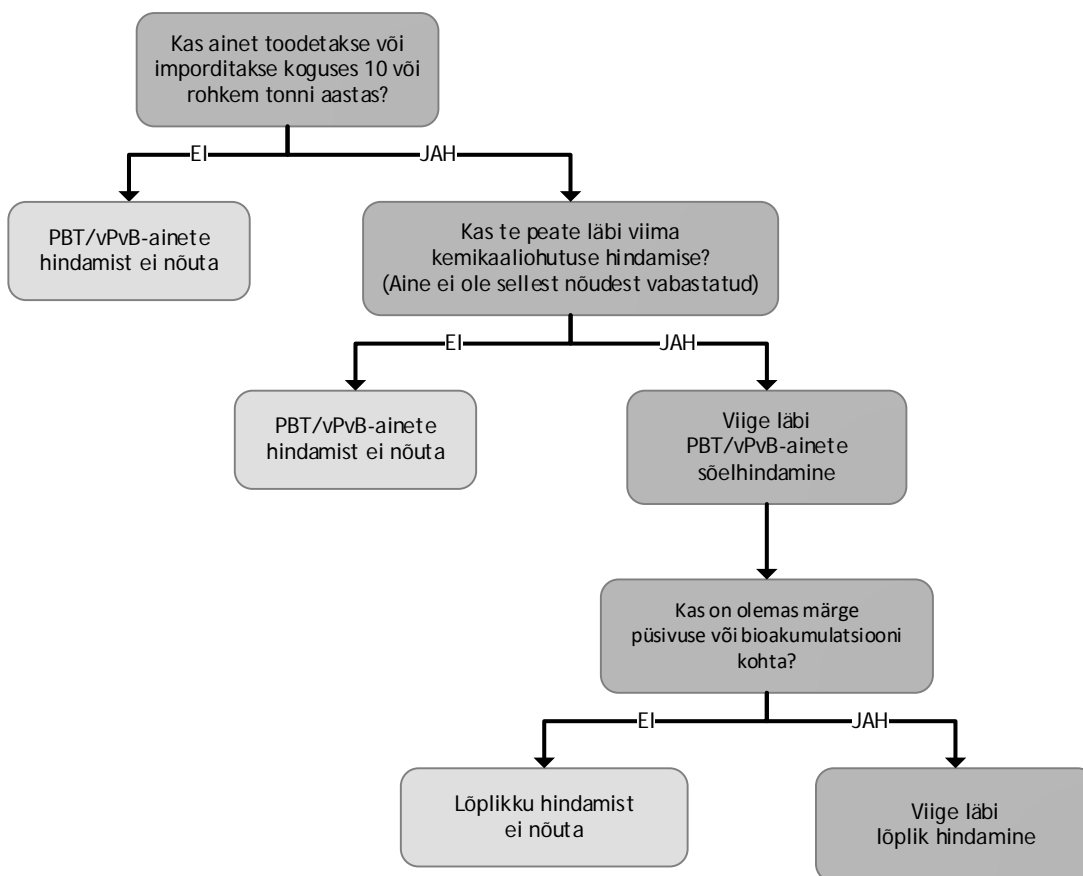 Kas ainet toodetakse või
imporditakse koguses 10 või
rohkem tonni aastas?
EI
JAH
PBT/vPvB-ainete
hindamist ei nõuta
Kas te peate läbi viima
kemikaaliohutuse hindamise?
(Aine ei ole sellest nõudest vabastatud)
EI
JAH
PBT/vPvB-ainete
hindamist ei nõuta
Viige läbi
PBT/vPvB-ainete
sõelhindamine
Kas on olemas märge
püsivuse või bioakumulatsiooni
kohta?
EI
JAH
Lõplikku hindamist
ei nõuta
Viige läbi
lõplik hindamine